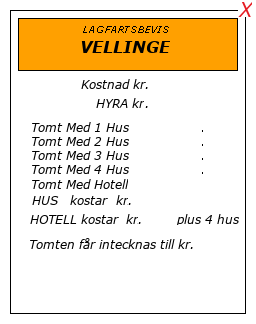 X
LAGFARTSBEVIS
VELLINGE
Kostnad kr.
HYRA kr.
Tomt Med 1 Hus .
Tomt Med 2 Hus .
Tomt Med 3 Hus .
Tomt Med 4 Hus .
Tomt Med Hotell
HUS kostar kr.
HOTELL kostar kr. plus 4 hus
Tomten får intecknas till kr.